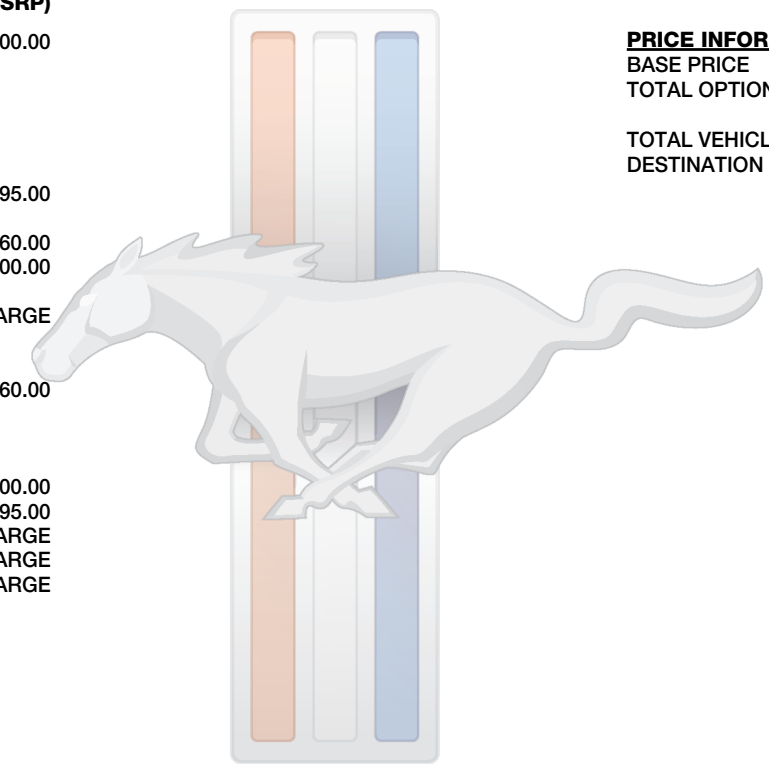 SRP)
00.00
95.00
60.00
00.00
ARGE
60.00
00.00
95.00
ARGE
ARGE
ARGE
PRICE INFOR
BASE PRICE
TOTAL OPTION
TOTAL VEHICL
DESTINATION